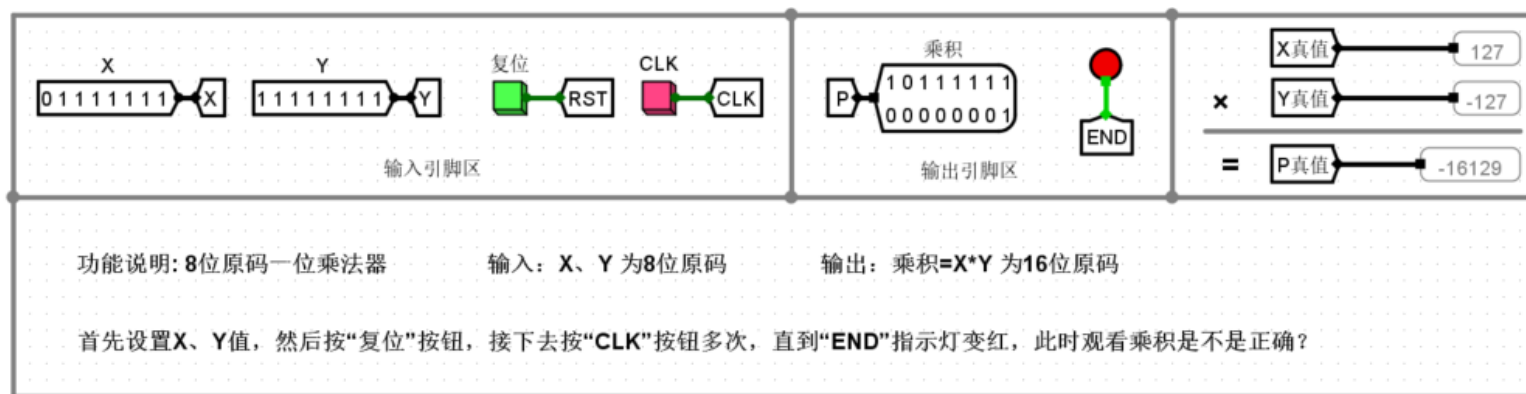 X
Y
复位
CLK
乘积
X真值
127
0 1 1 1 1 1 1 1
X
1 1 1 1 1 1 1 1
Y
RST
CLK
P
1 0 1 1 1 1 1 1
0 0 0 0 0 0 0 1
END
×
Y真值
-127
输入引脚区
输出引脚区
=
P真值
-16129
功能说明: 8位原码一位乘法器 输入：X、Y 为8位原码 输出：乘积=X*Y 为16位原码
首先设置X、Y值，然后按“复位”按钮，接下去按“CLK”按钮多次，直到“END”指示灯变红，此时观看乘积是不是正确？